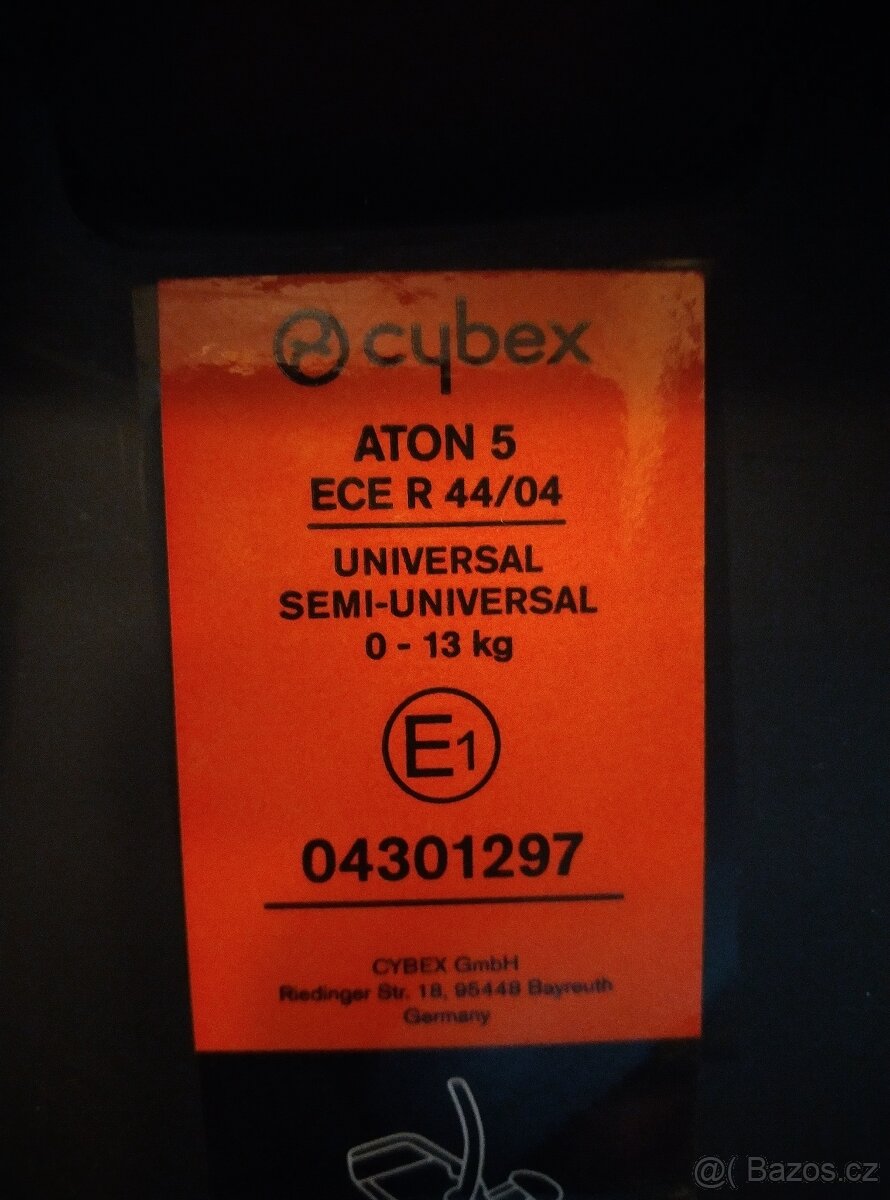 cybex
ATON 5
ECE R 44/04
UNIVERSAL
SEMI-UNIVERSAL
0 - 13 kg
E1
04301297
CYBEX GmbH
Riedinger Str. 18, 95448 Bayreuth
Germany
@( Bazos.cz